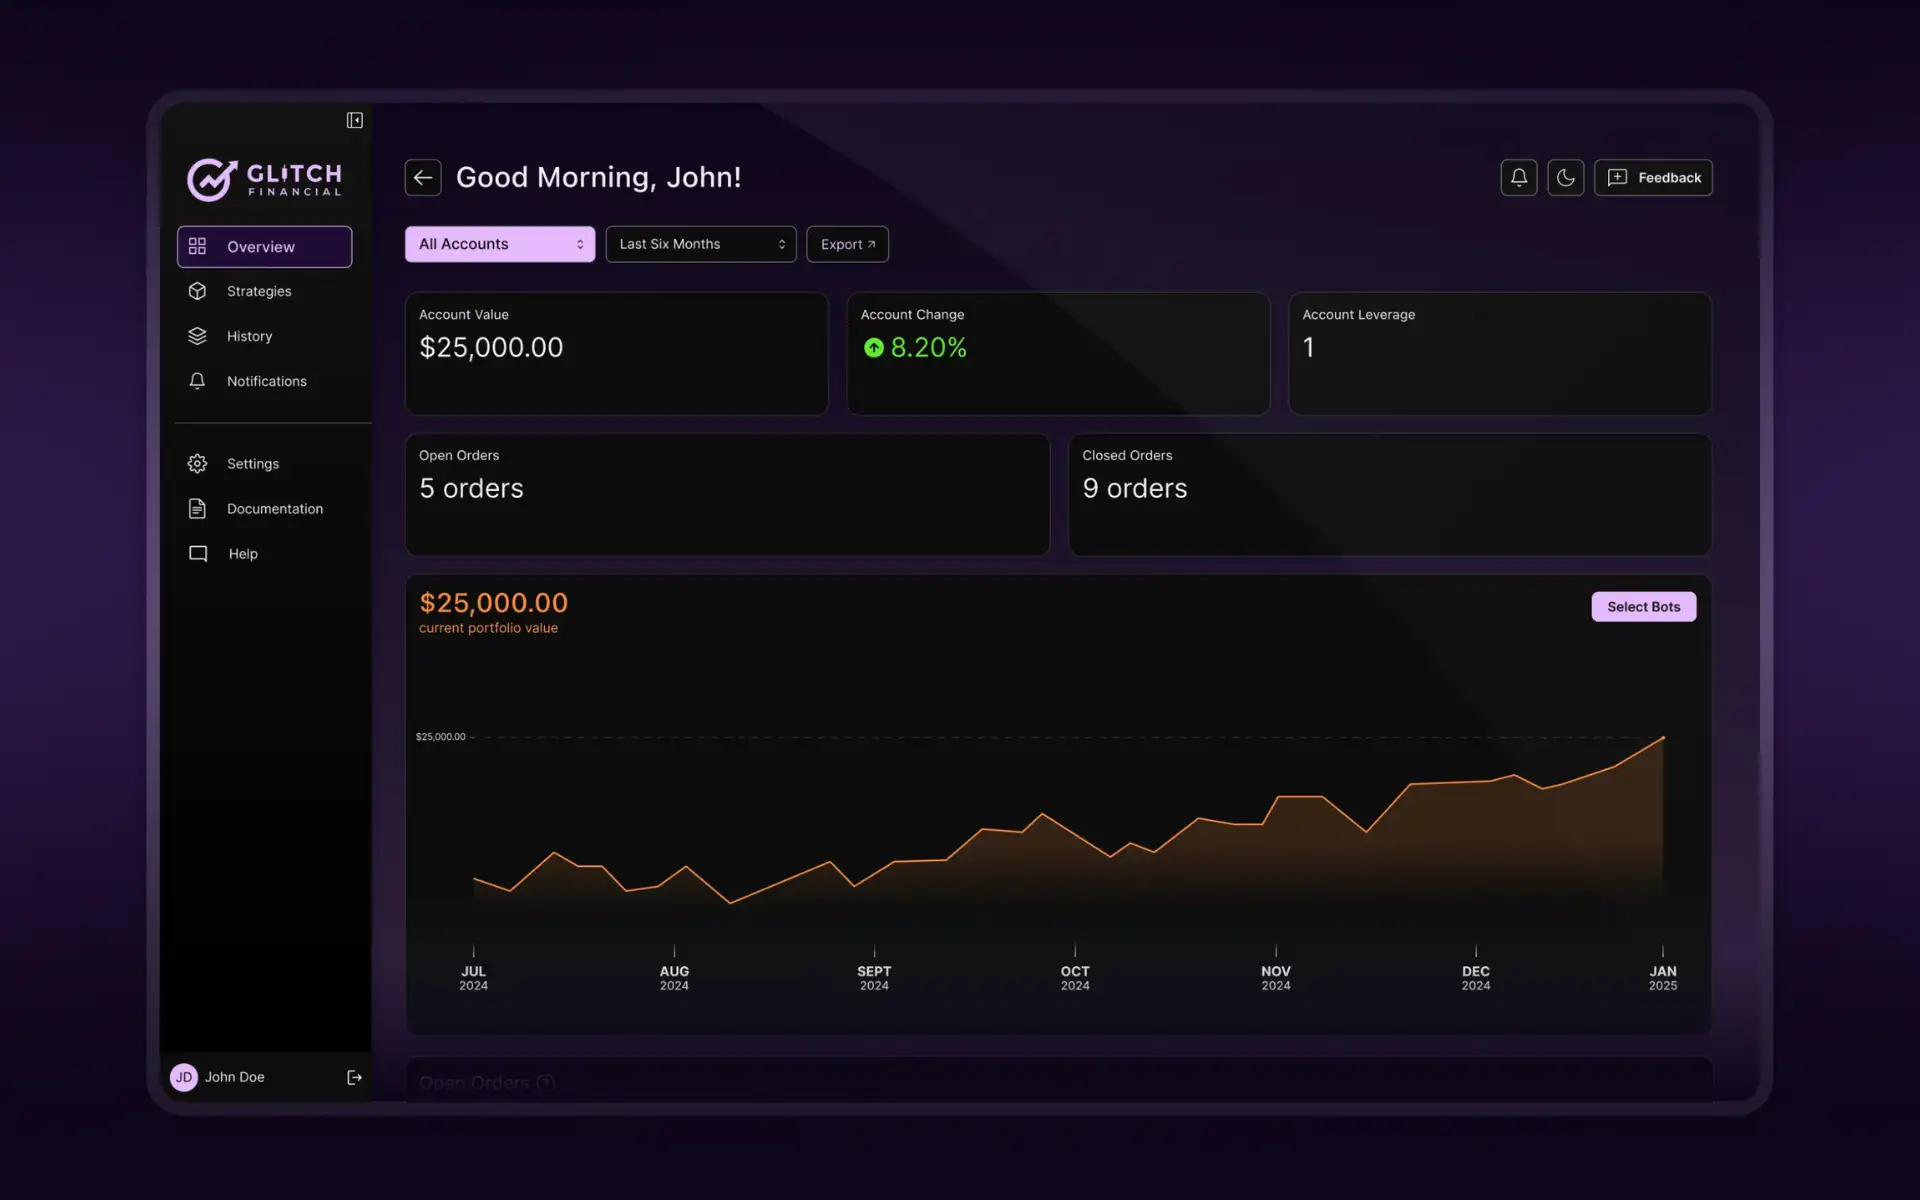 GLITCH
FINANCIAL
Overview
Strategies
History
Notifications
Settings
Documentation
Help
JD
John Doe
Good Morning, John!
Feedback
All Accounts
Last Six Months
Export
Account Value
$25,000.00
Account Change
8.20%
Account Leverage
1
Open Orders
5 orders
Closed Orders
9 orders
$25,000.00
current portfolio value
Select Bots
$25,000.00
JUL
2024
AUG
2024
SEPT
2024
OCT
2024
NOV
2024
DEC
2024
JAN
2025
Open Orders ?